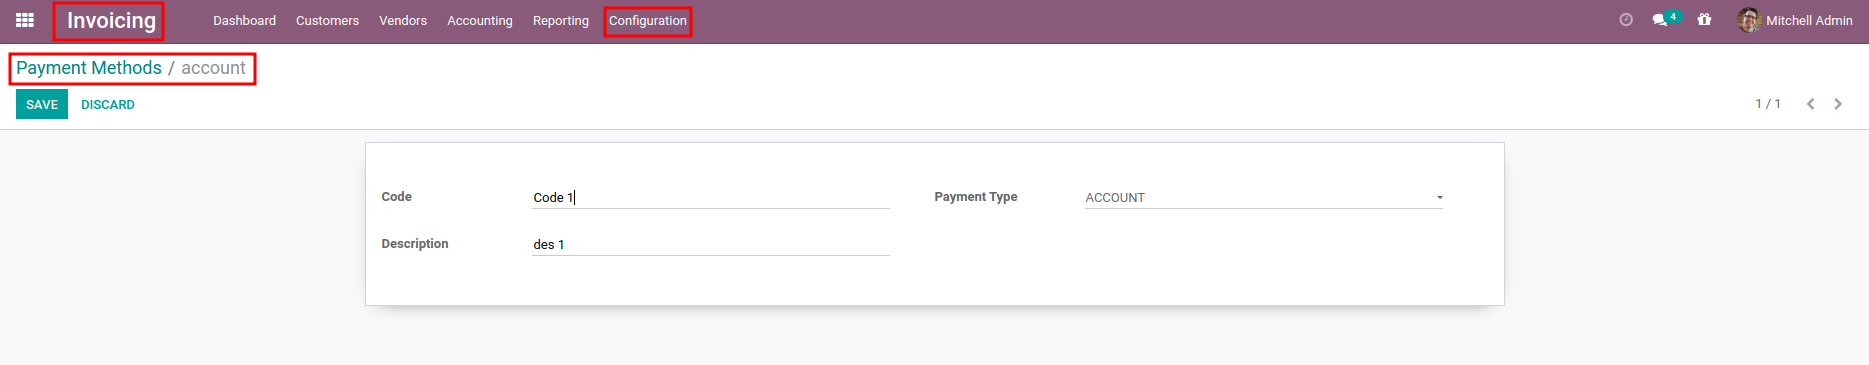 Invoicing Dashboard Customers Vendors Accounting Reporting Configuration 4 Mitchell Admin
Payment Methods / account
SAVE DISCARD 1 / 1
Code Code 1 Payment Type ACCOUNT
Description des 1